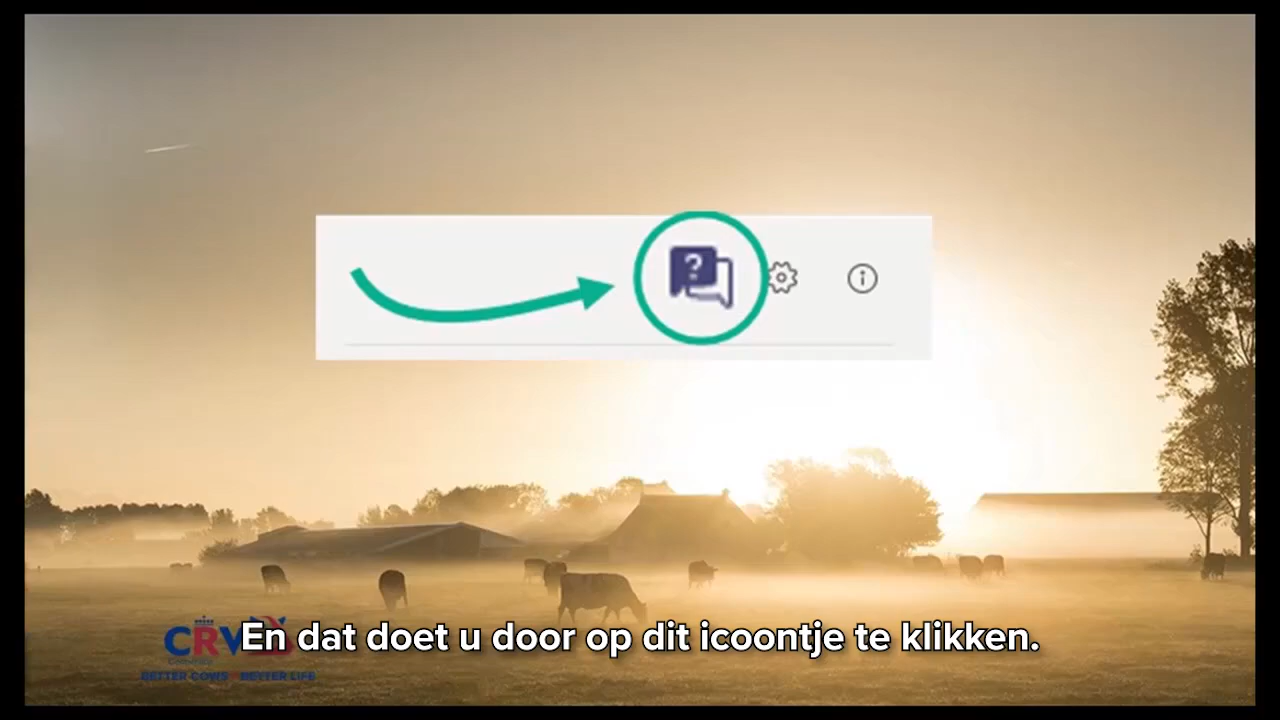 ?
En dat doet u door op dit icoontje te klikken.
CRV
BETTER COWS BETTER LIFE